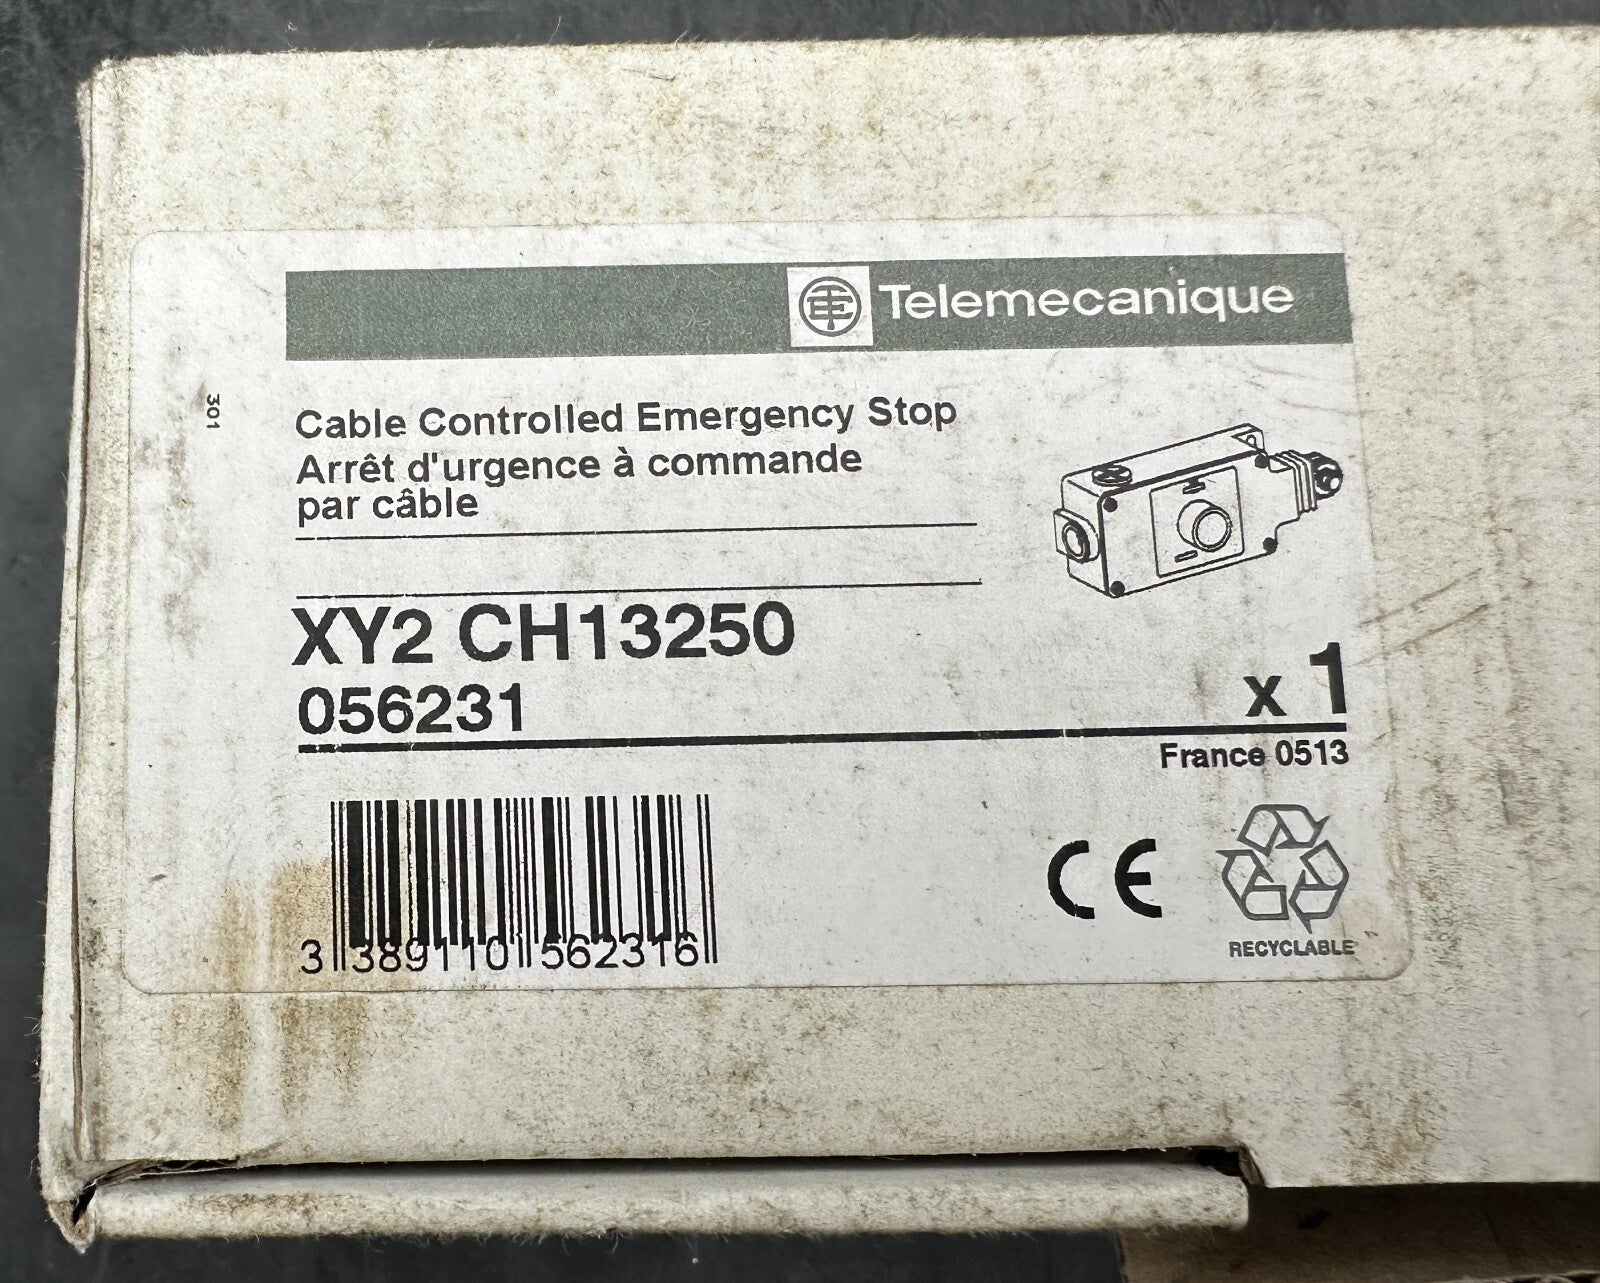 Telemecanique
301
Cable Controlled Emergency Stop
Arrêt d'urgence à commande
par câble
XY2 CH13250
056231
x 1
France 0513
3 389110 562316
CE
RECYCLABLE